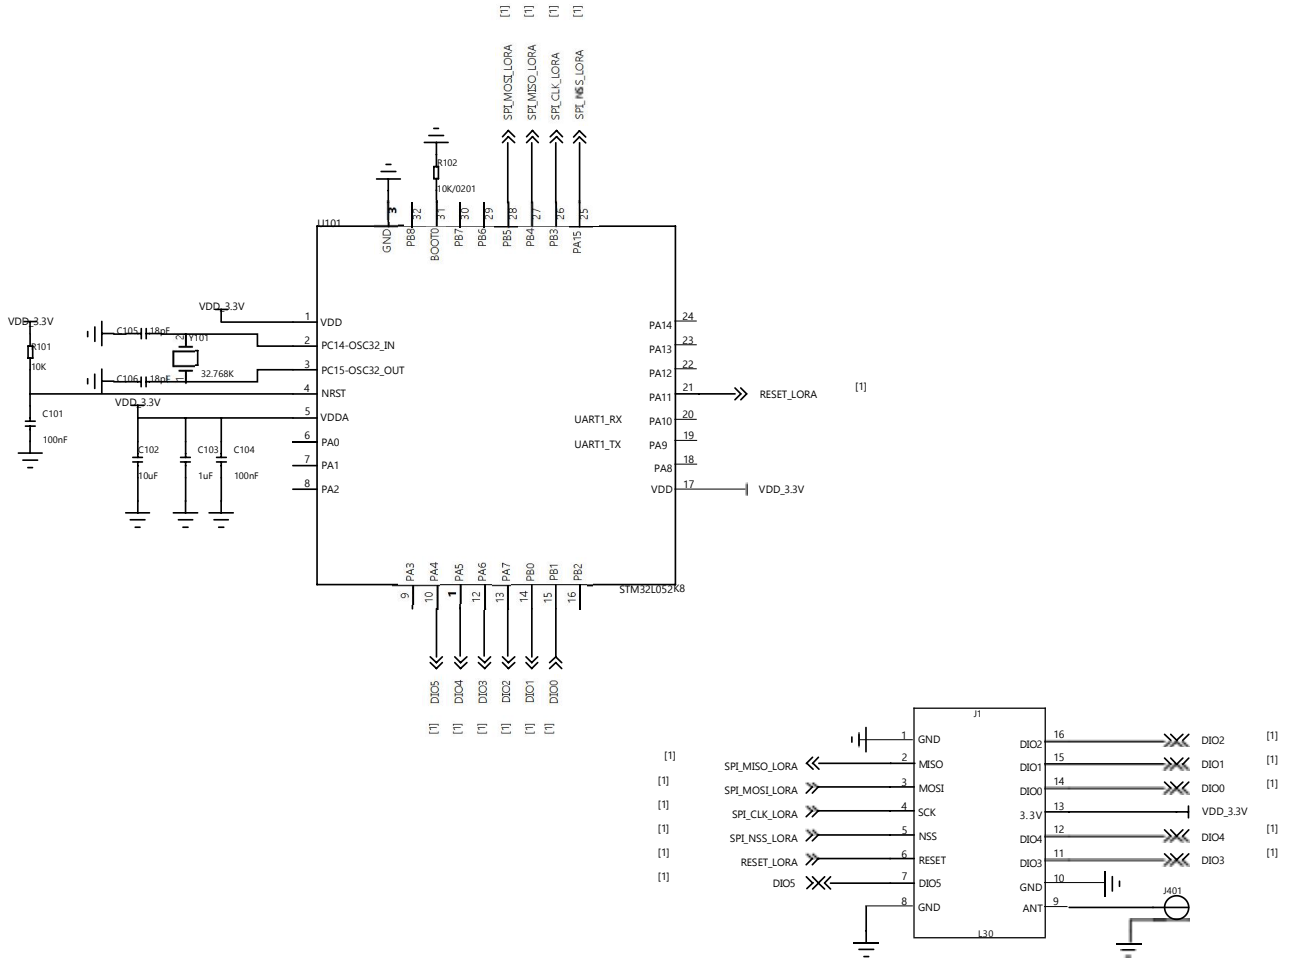 [1] [1] [1] [1]
SPI_MOSI_LORA
SPI_MISO_LORA
SPI_CLK_LORA
SPI_NSS_LORA
R102
10K/0201
U101
3 32 31 30 29 28 27 26 25
GND PB8 BOOT0 PB7 PB6 PB5 PB4 PB3 PA15
VDD_3.3V
VDD_3.3V
R101
10K
C101
100nF
C105 18pF
2 Y101
1 32.768K
C106 18pF
VDD_3.3V
C102
10uF
C103
1uF
C104
100nF
1 VDD
2 PC14-OSC32_IN
3 PC15-OSC32_OUT
4 NRST
5 VDDA
6 PA0
7 PA1
8 PA2
PA14 24
PA13 23
PA12 22
PA11 21 RESET_LORA [1]
UART1_RX PA10 20
UART1_TX PA9 19
PA8 18
VDD 17 VDD_3.3V
PA3 PA4 PA5 PA6 PA7 PB0 PB1 PB2
9 10 1 12 13 14 15 16
STM32L052K8
DIO5 DIO4 DIO3 DIO2 DIO1 DIO0
[1] [1] [1] [1] [1] [1]
J1
1 GND
[1] SPI_MISO_LORA 2 MISO
[1] SPI_MOSI_LORA 3 MOSI
[1] SPI_CLK_LORA 4 SCK
[1] SPI_NSS_LORA 5 NSS
[1] RESET_LORA 6 RESET
[1] DIO5 7 DIO5
8 GND
DIO2 16 DIO2 [1]
DIO1 15 DIO1 [1]
DIO0 14 DIO0 [1]
3.3V 13 VDD_3.3V
DIO4 12 DIO4 [1]
DIO3 11 DIO3 [1]
GND 10
ANT 9
J401
L30